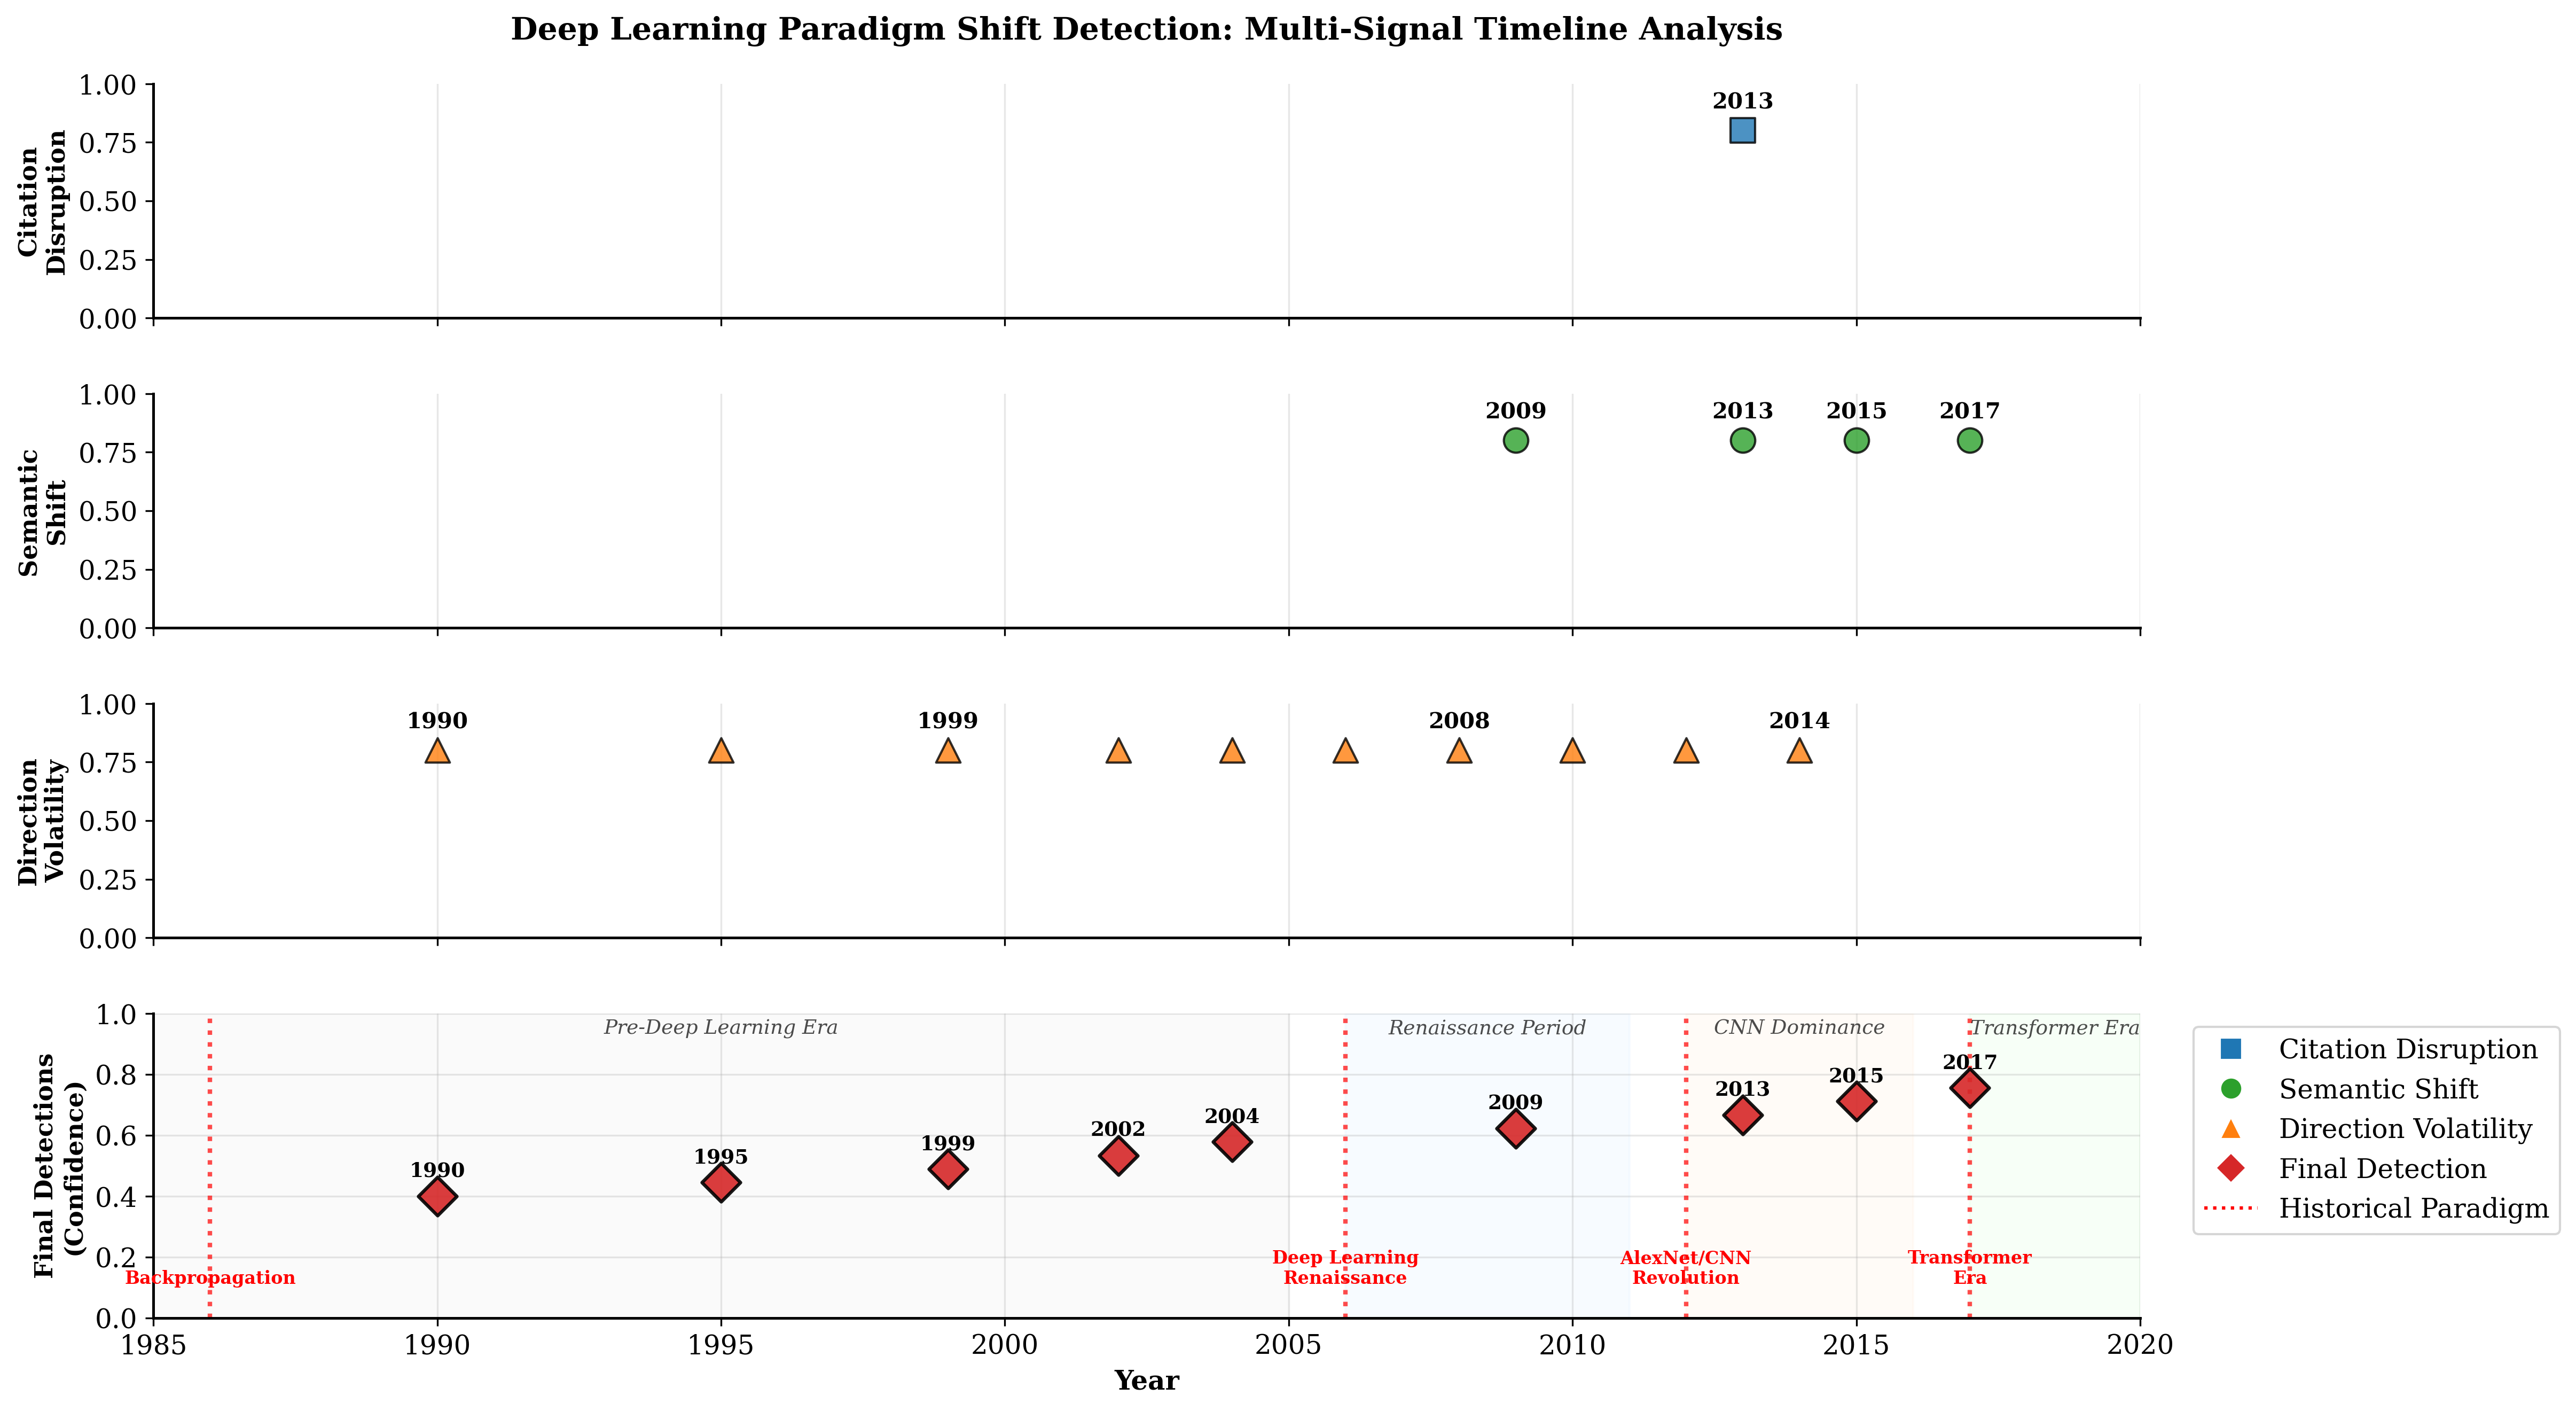 Deep Learning Paradigm Shift Detection: Multi-Signal Timeline Analysis
Citation
Disruption
1.00
0.75
0.50
0.25
0.00
2013
Semantic
Shift
1.00
0.75
0.50
0.25
0.00
2009
2013
2015
2017
Direction
Volatility
1.00
0.75
0.50
0.25
0.00
1990
1999
2008
2014
Final Detections
(Confidence)
1.0
0.8
0.6
0.4
0.2
0.0
Pre-Deep Learning Era
Renaissance Period
CNN Dominance
Transformer Era
1990
1995
1999
2002
2004
2009
2013
2015
2017
Backpropagation
Deep Learning
Renaissance
AlexNet/CNN
Revolution
Transformer
Era
1985
1990
1995
2000
2005
2010
2015
2020
Year
Citation Disruption
Semantic Shift
Direction Volatility
Final Detection
Historical Paradigm